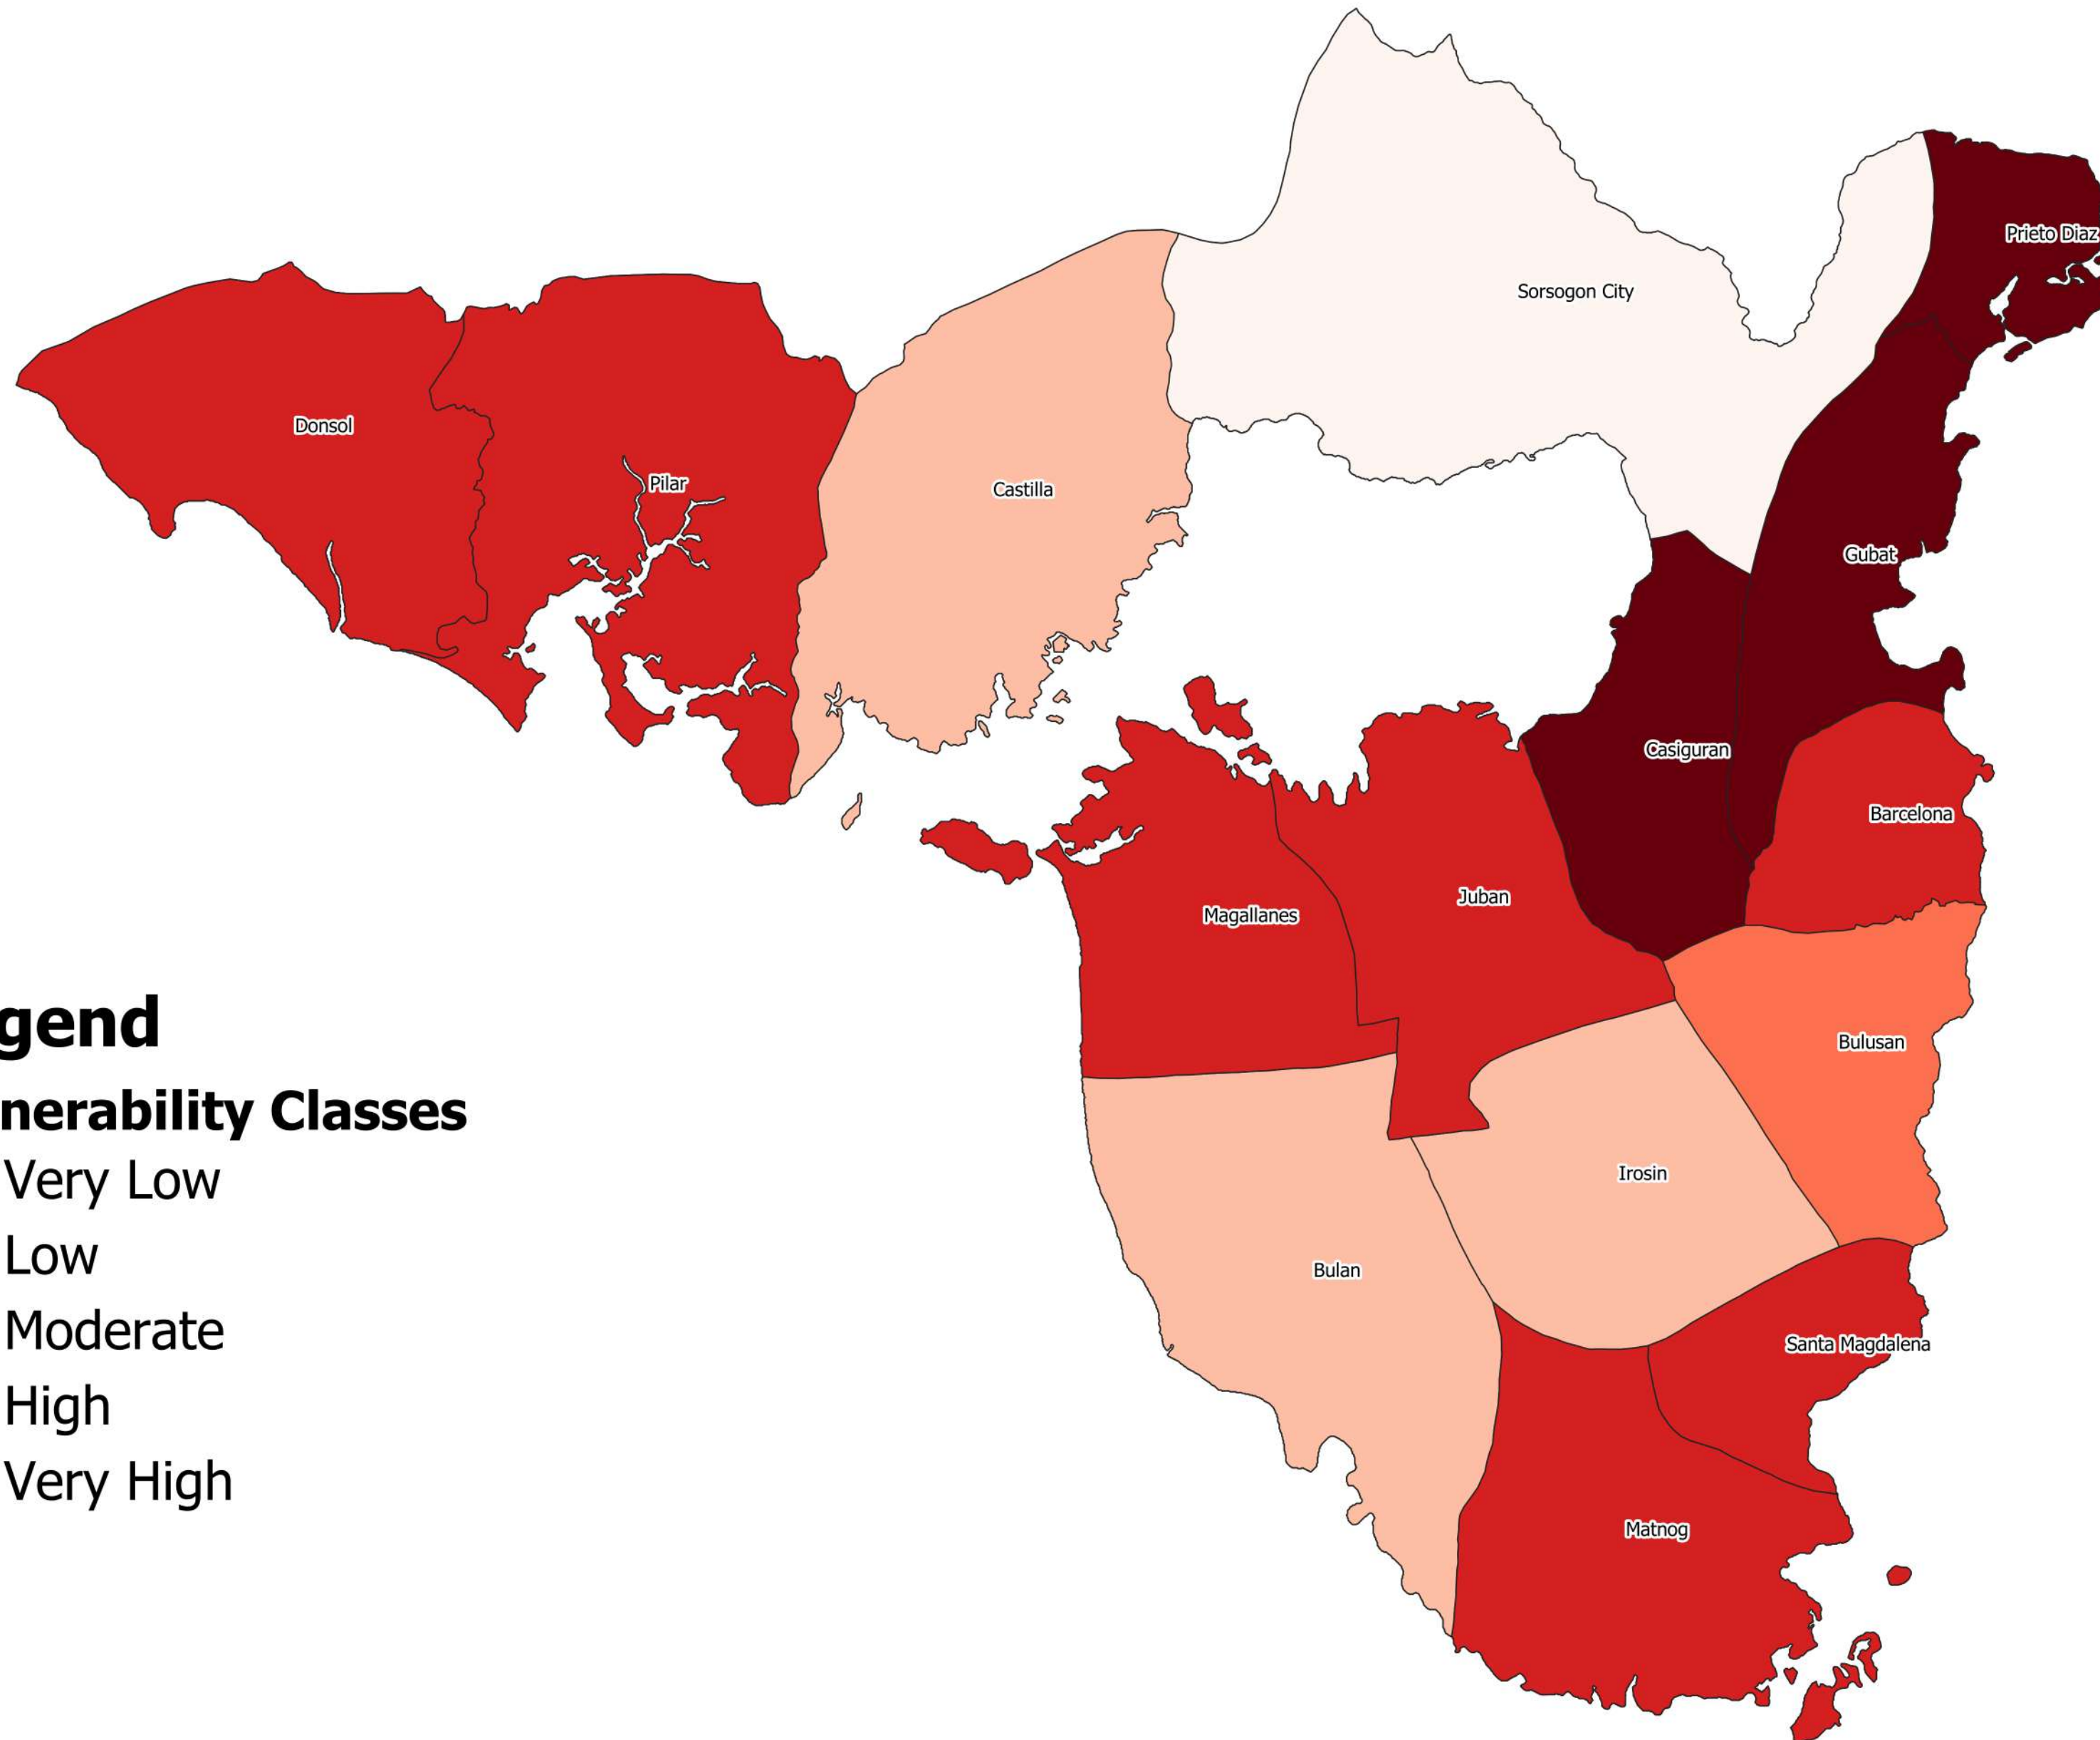 Prieto Diaz
Sorsogon City
Donsol
Pilar
Castilla
Gubat
Casiguran
Barcelona
Juban
Magallanes
Bulusan
Irosin
Bulan
Santa Magdalena
Matnog
gend
nerability Classes
Very Low
Low
Moderate
High
Very High